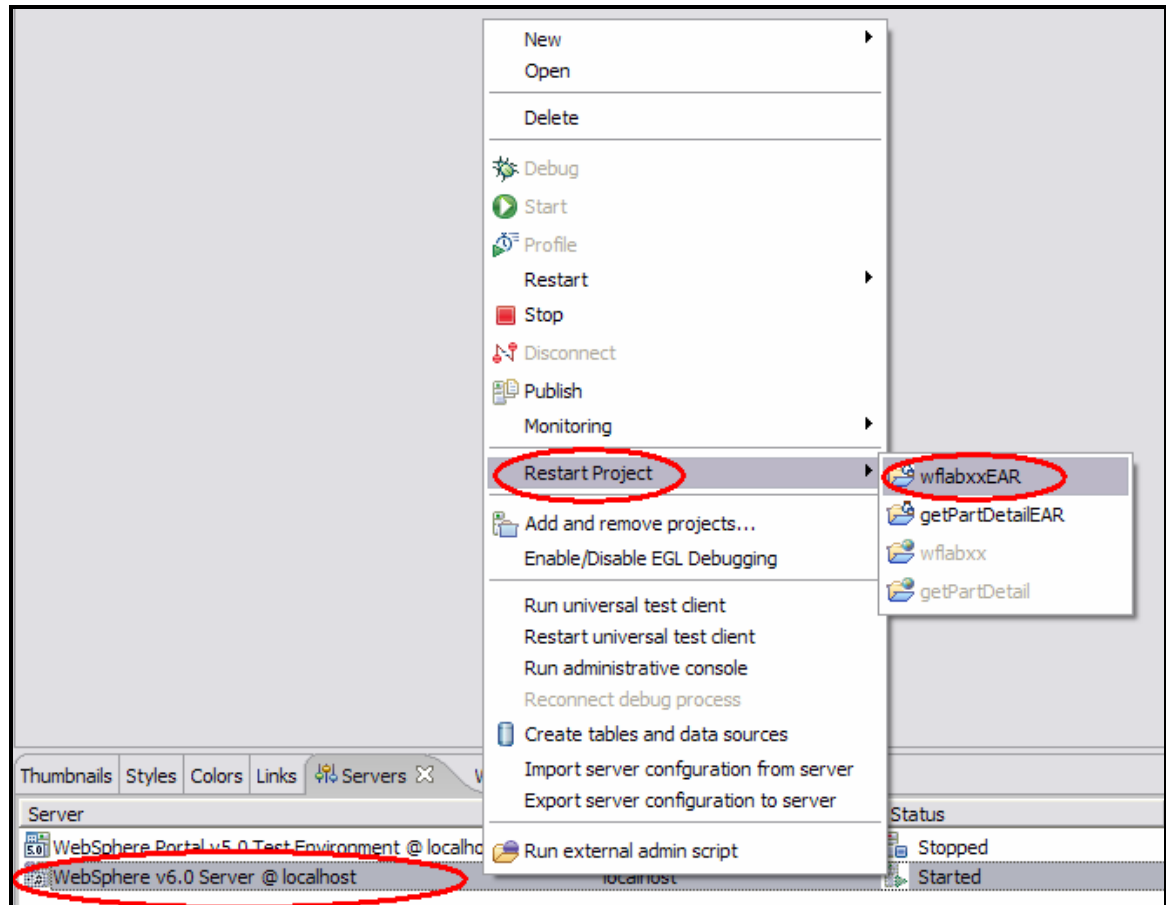 New
Open
Delete
Debug
Start
Profile
Restart
Stop
Disconnect
Publish
Monitoring
Restart Project
wflabxxEAR
getPartDetailEAR
wflabxx
getPartDetail
Add and remove projects...
Enable/Disable EGL Debugging
Run universal test client
Restart universal test client
Run administrative console
Reconnect debug process
Create tables and data sources
Import server confguration from server
Export server configuration to server
Run external admin script
Thumbnails Styles Colors Links Servers
Server Status
5.0 WebSphere Portal v5.0 Test Environment @ localho Stopped
WebSphere v6.0 Server @ localhost localhost Started